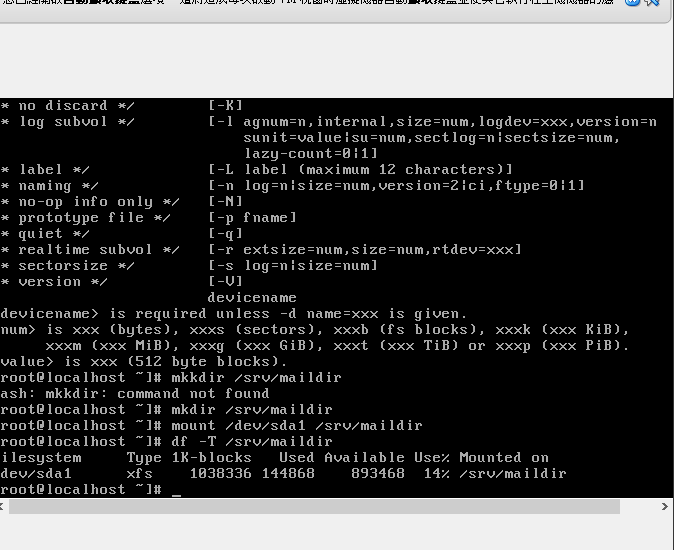 * no discard */ [-K]
* log subvol */ [-l agnum=n,internal,size=num,logdev=xxx,version=n
sunit=value|su=num,sectlog=n|sectsize=num,
lazy-count=0|1]
* label */ [-L label (maximum 12 characters)]
* naming */ [-n log=n|size=num,version=2|ci,ftype=0|1]
* no-op info only */ [-N]
* prototype file */ [-p fname]
* quiet */ [-q]
* realtime subvol */ [-r extsize=num,size=num,rtdev=xxx]
* sectorsize */ [-s log=n|size=num]
* version */ [-V]
devicename
devicename> is required unless -d name=xxx is given.
num> is xxx (bytes), xxxs (sectors), xxxb (fs blocks), xxxk (xxx KiB),
xxxm (xxx MiB), xxxg (xxx GiB), xxxt (xxx TiB) or xxxp (xxx PiB).
value> is xxx (512 byte blocks).
root@localhost ~]# mkkdir /srv/maildir
ash: mkkdir: command not found
root@localhost ~]# mkdir /srv/maildir
root@localhost ~]# mount /dev/sda1 /srv/maildir
root@localhost ~]# df -T /srv/maildir
ilesystem Type 1K-blocks Used Available Use% Mounted on
dev/sda1 xfs 1038336 144868 893468 14% /srv/maildir
root@localhost ~]# _